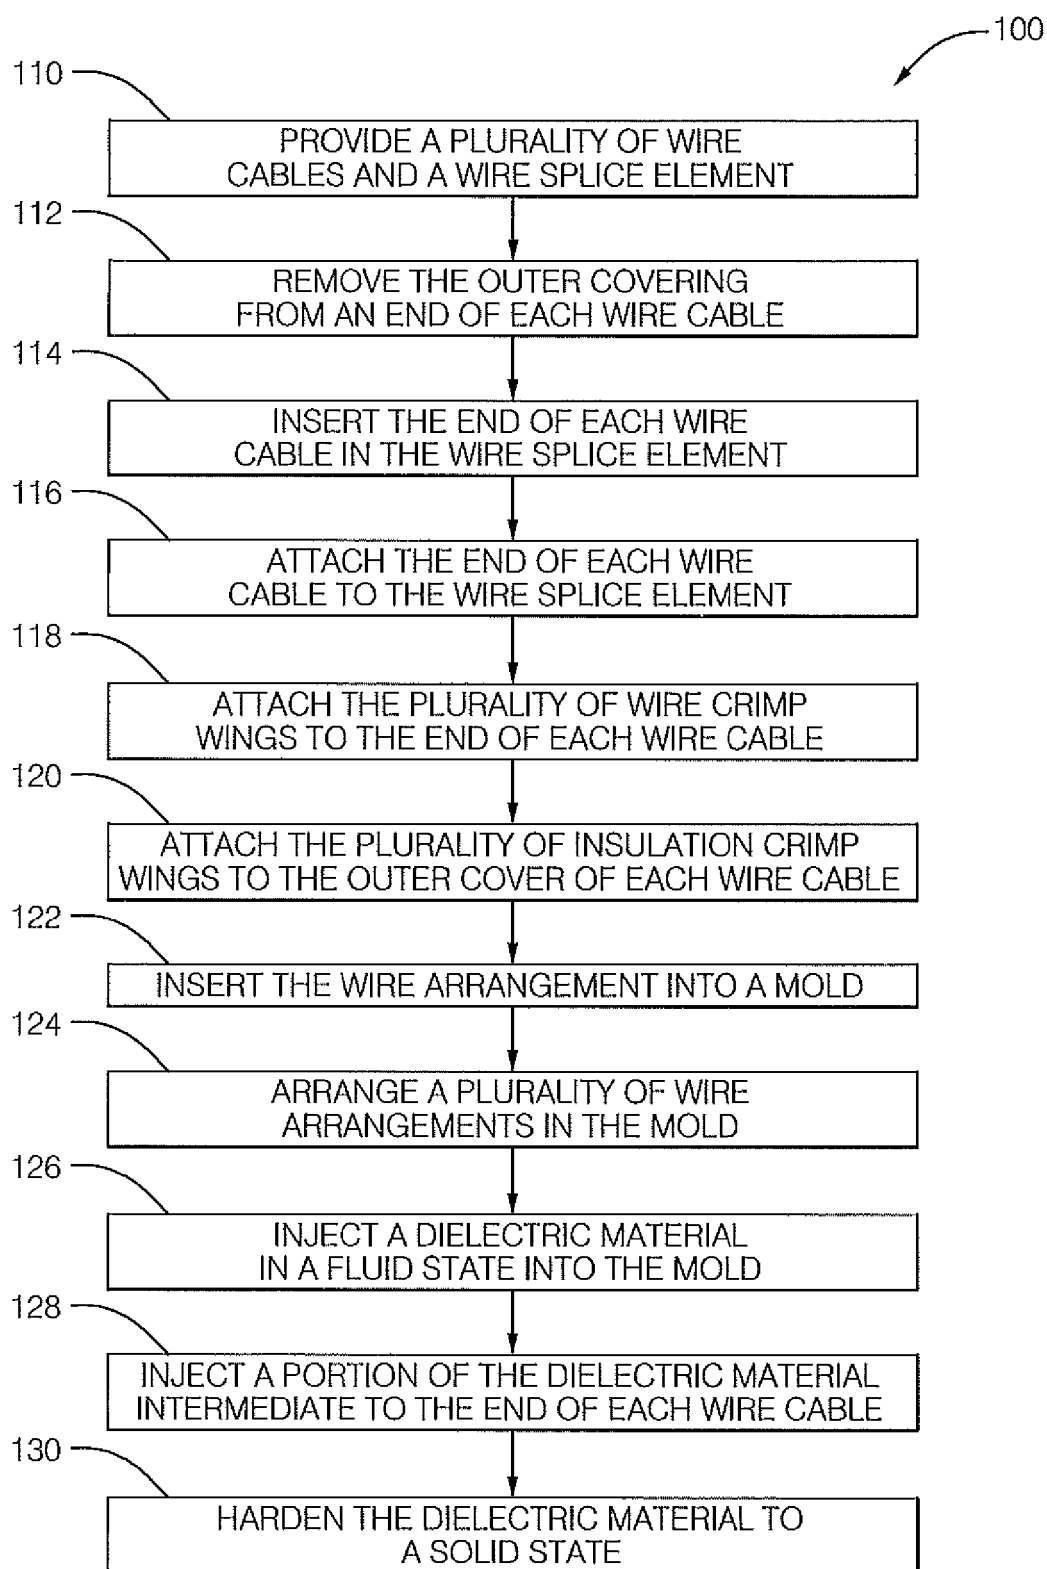 100
110
PROVIDE A PLURALITY OF WIRE
CABLES AND A WIRE SPLICE ELEMENT
112
REMOVE THE OUTER COVERING
FROM AN END OF EACH WIRE CABLE
114
INSERT THE END OF EACH WIRE
CABLE IN THE WIRE SPLICE ELEMENT
116
ATTACH THE END OF EACH WIRE
CABLE TO THE WIRE SPLICE ELEMENT
118
ATTACH THE PLURALITY OF WIRE CRIMP
WINGS TO THE END OF EACH WIRE CABLE
120
ATTACH THE PLURALITY OF INSULATION CRIMP
WINGS TO THE OUTER COVER OF EACH WIRE CABLE
122
INSERT THE WIRE ARRANGEMENT INTO A MOLD
124
ARRANGE A PLURALITY OF WIRE
ARRANGEMENTS IN THE MOLD
126
INJECT A DIELECTRIC MATERIAL
IN A FLUID STATE INTO THE MOLD
128
INJECT A PORTION OF THE DIELECTRIC MATERIAL
INTERMEDIATE TO THE END OF EACH WIRE CABLE
130
HARDEN THE DIELECTRIC MATERIAL TO
A SOLID STATE